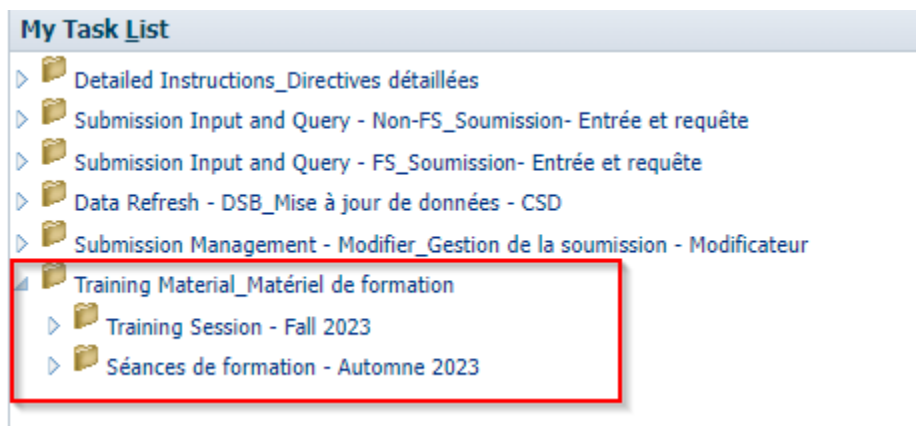 My Task List
Detailed Instructions_Directives détaillées
Submission Input and Query - Non-FS_Soumission- Entrée et requête
Submission Input and Query - FS_Soumission- Entrée et requête
Data Refresh - DSB_Mise à jour de données - CSD
Submission Management - Modifier_Gestion de la soumission - Modificateur
Training Material_Matériel de formation
Training Session - Fall 2023
Séances de formation - Automne 2023